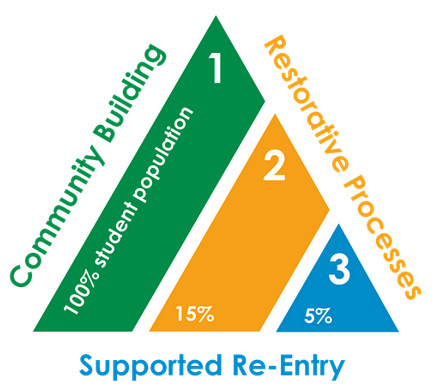 Community Building
1
100% student population
Restorative Processes
2
15%
3
5%
Supported Re-Entry